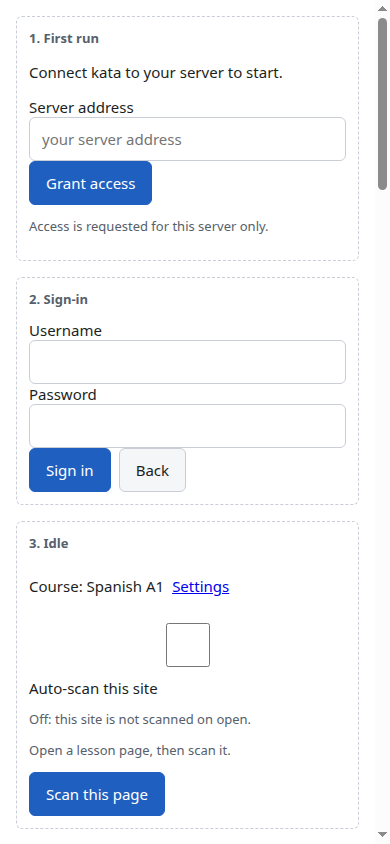 1. First run
Connect kata to your server to start.
Server address
your server address
Grant access
Access is requested for this server only.
2. Sign-in
Username
Password
Sign in Back
3. Idle
Course: Spanish A1 Settings
Auto-scan this site
Off: this site is not scanned on open.
Open a lesson page, then scan it.
Scan this page